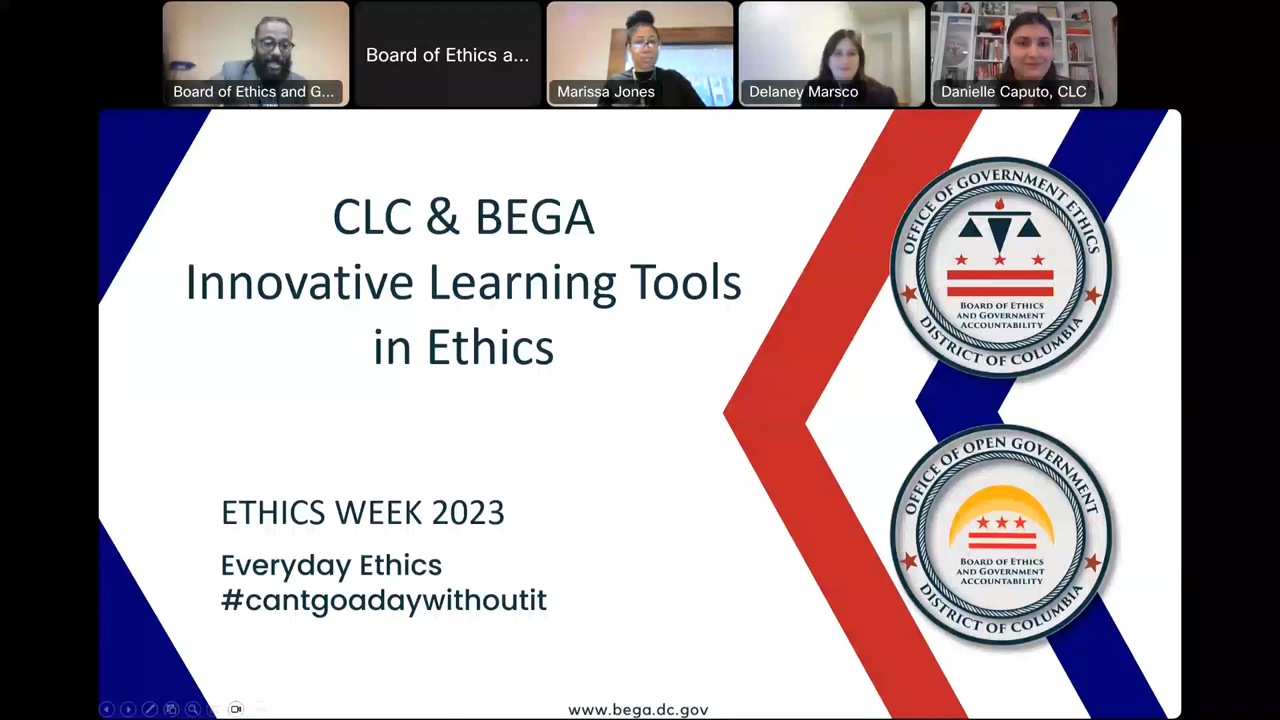 Board of Ethics and G...
Board of Ethics a...
Marissa Jones
Delaney Marsco
Danielle Caputo, CLC
CLC & BEGA
Innovative Learning Tools
in Ethics
ETHICS WEEK 2023
Everyday Ethics
#cantgoadaywithoutit
OFFICE OF GOVERNMENT ETHICS
BOARD OF ETHICS
AND GOVERNMENT
ACCOUNTABILITY
DISTRICT OF COLUMBIA
OFFICE OF OPEN GOVERNMENT
BOARD OF ETHICS
AND GOVERNMENT
ACCOUNTABILITY
DISTRICT OF COLUMBIA
www.bega.dc.gov